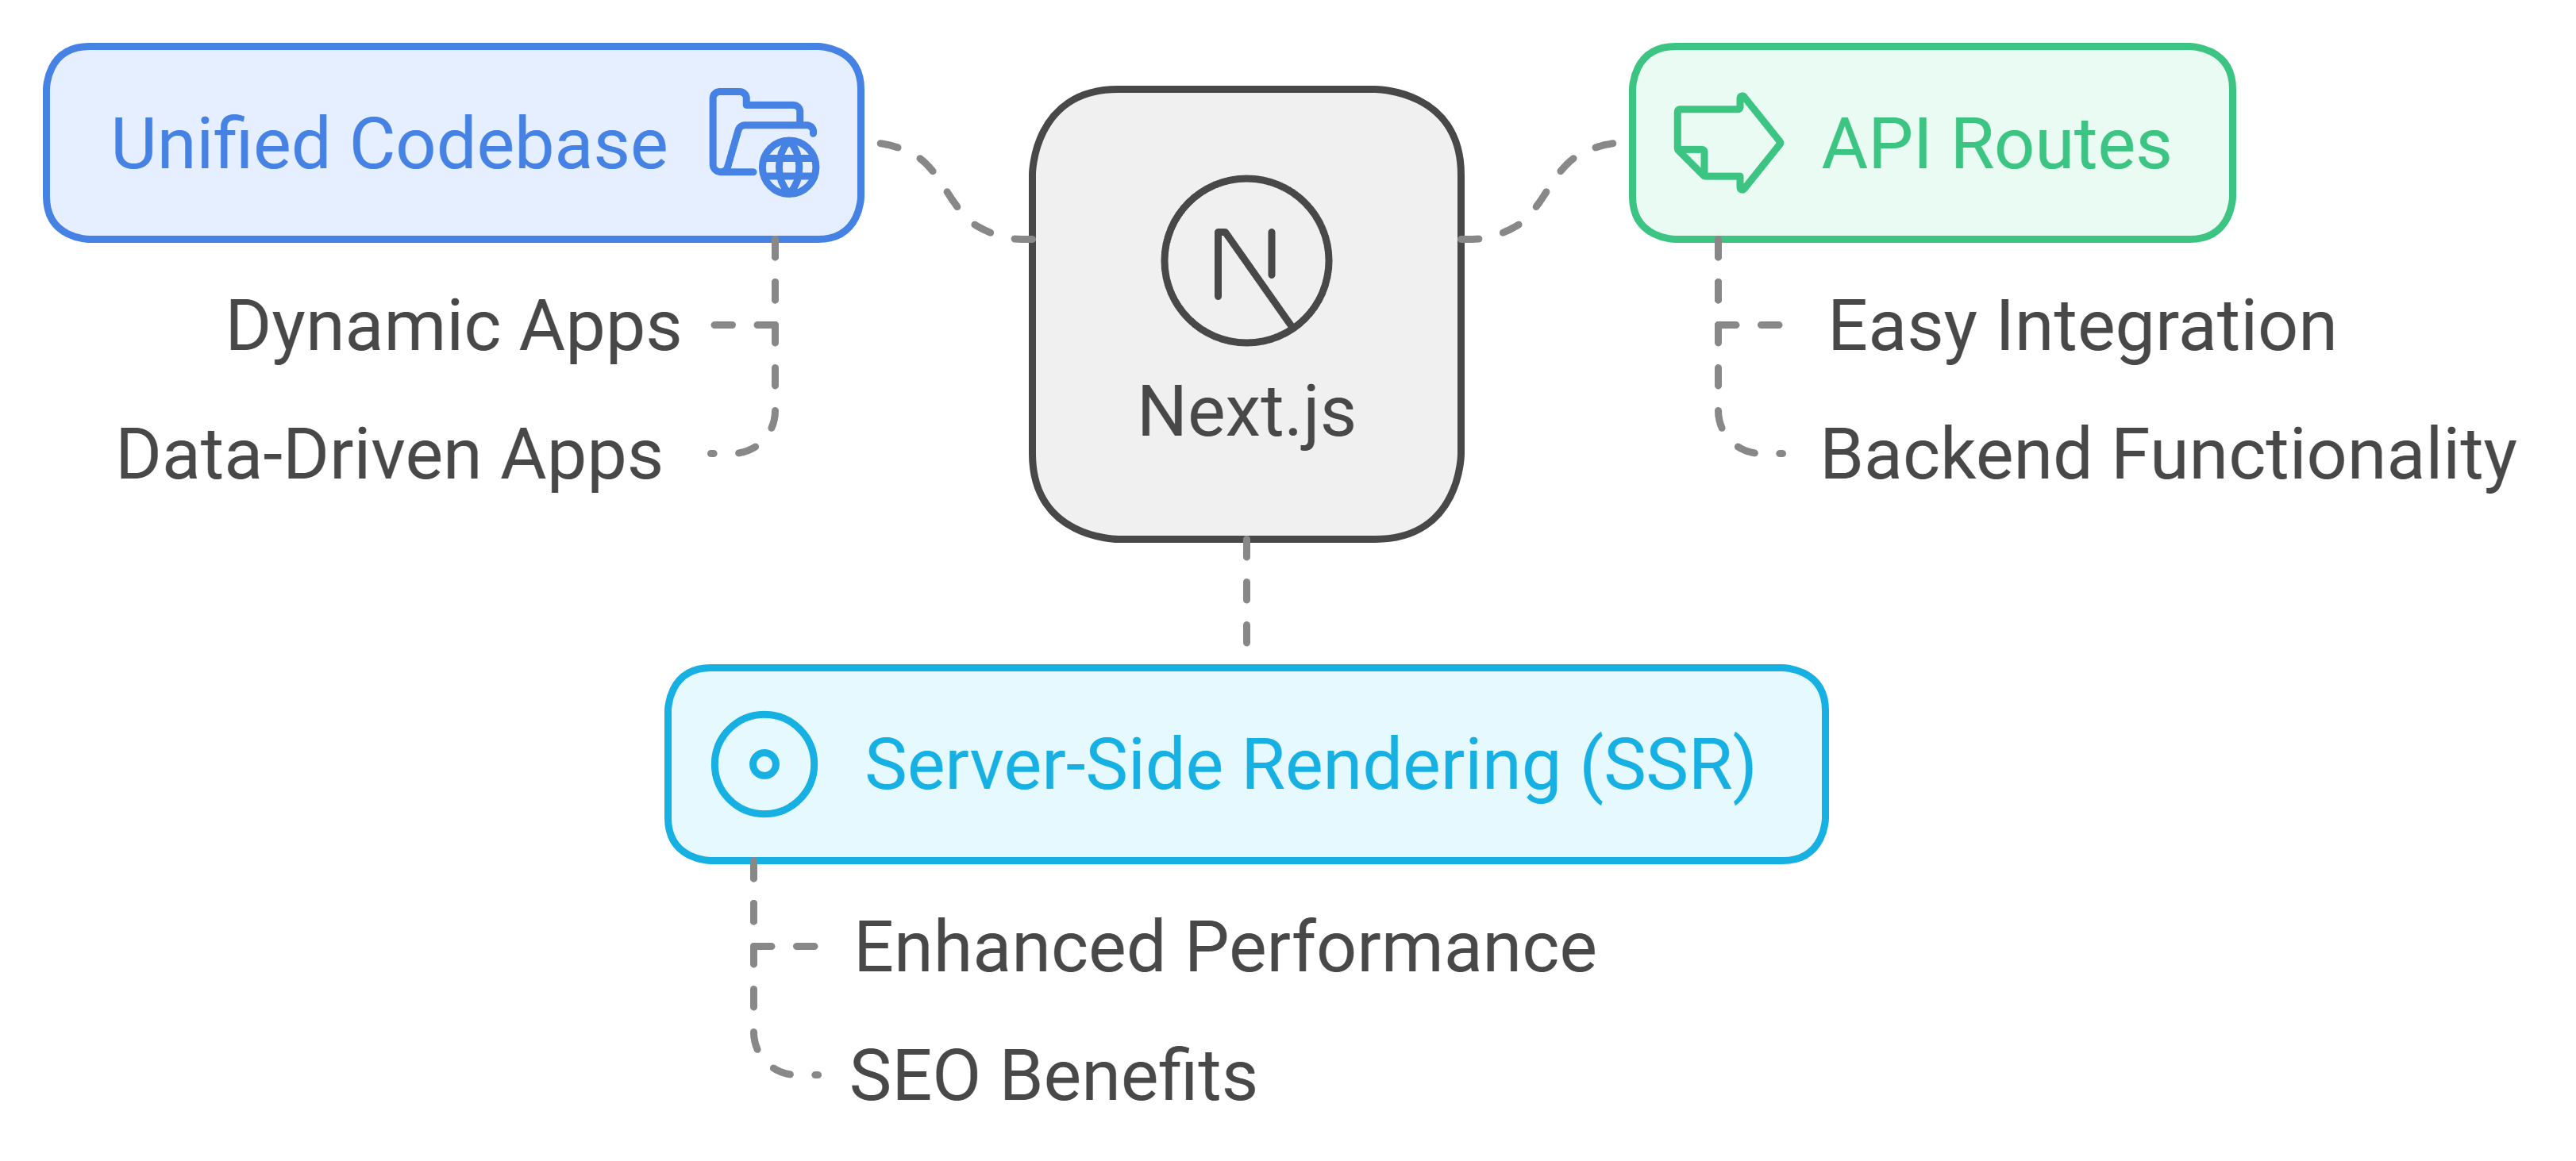 Unified Codebase
Dynamic Apps
Data-Driven Apps
Next.js
API Routes
Easy Integration
Backend Functionality
Server-Side Rendering (SSR)
Enhanced Performance
SEO Benefits